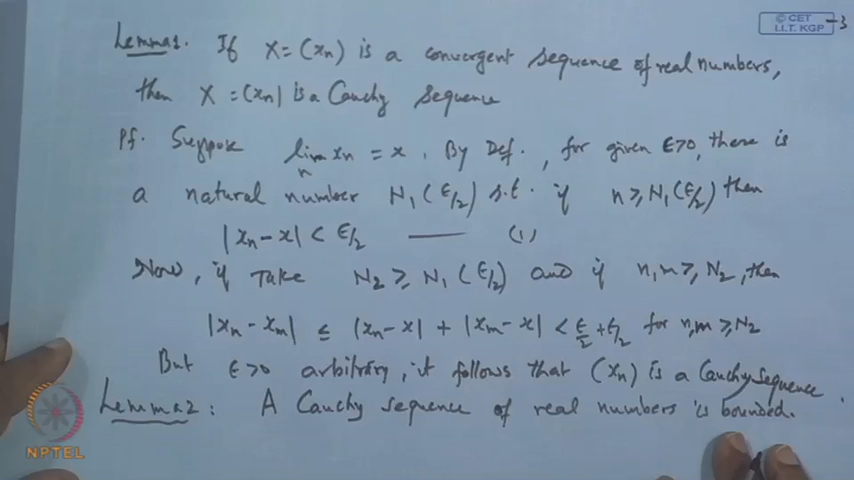 © CET
I.I.T. KGP
-3
Lemma1. If X = (xn) is a convergent sequence of real numbers,
then X = (xn) is a Cauchy sequence
Pf. Suppose lim xn = x. By Def., for given ε>0, there is
n
a natural number N1(ε/2) s.t. if n ≥ N1(ε/2) then
|xn - x| < ε/2 —— (1)
Now, if Take N2 ≥ N1(ε/2) and if n,m ≥ N2, then
|xn - xm| ≤ |xn - x| + |xm - x| < ε/2 + ε/2 for n,m ≥ N2
But ε>0 arbitrary, it follows that (xn) is a Cauchy sequence.
Lemma2: A Cauchy sequence of real numbers is bounded.
NPTEL